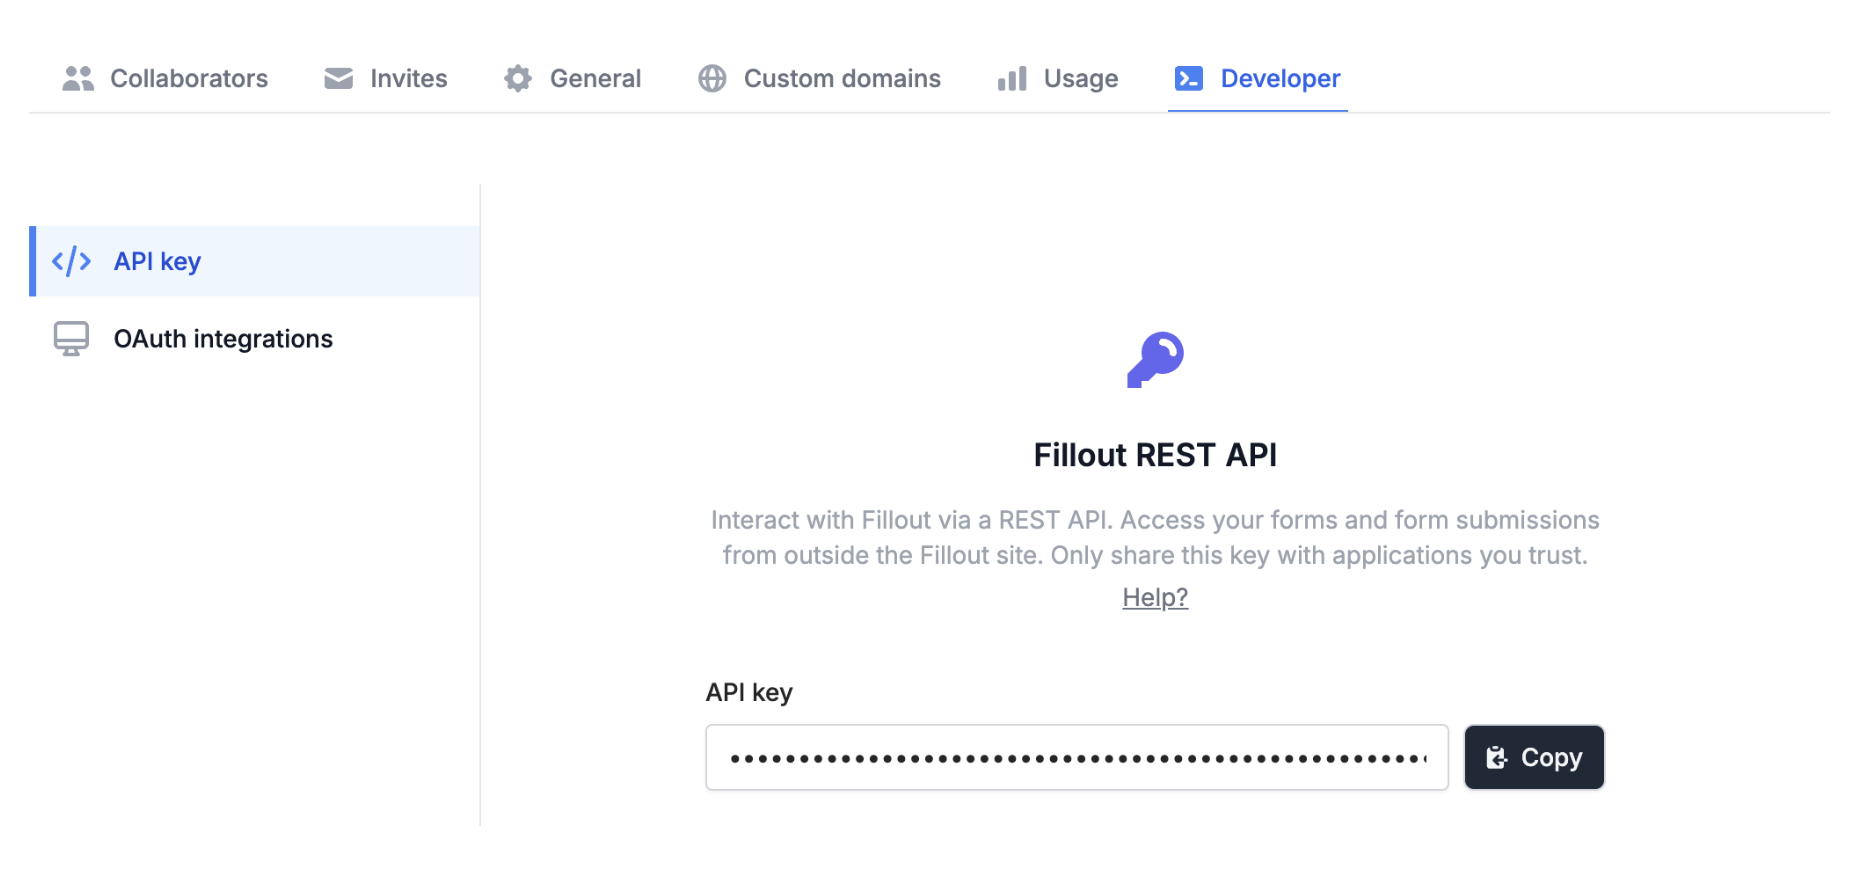 Collaborators
Invites
General
Custom domains
Usage
Developer
API key
OAuth integrations
Fillout REST API
Interact with Fillout via a REST API. Access your forms and form submissions
from outside the Fillout site. Only share this key with applications you trust.
Help?
API key
Copy